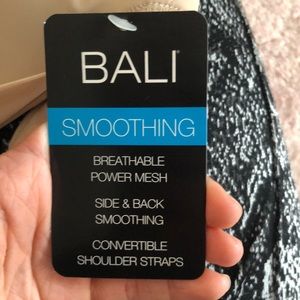 BALI
SMOOTHING
BREATHABLE
POWER MESH
SIDE & BACK
SMOOTHING
CONVERTIBLE
SHOULDER STRAPS